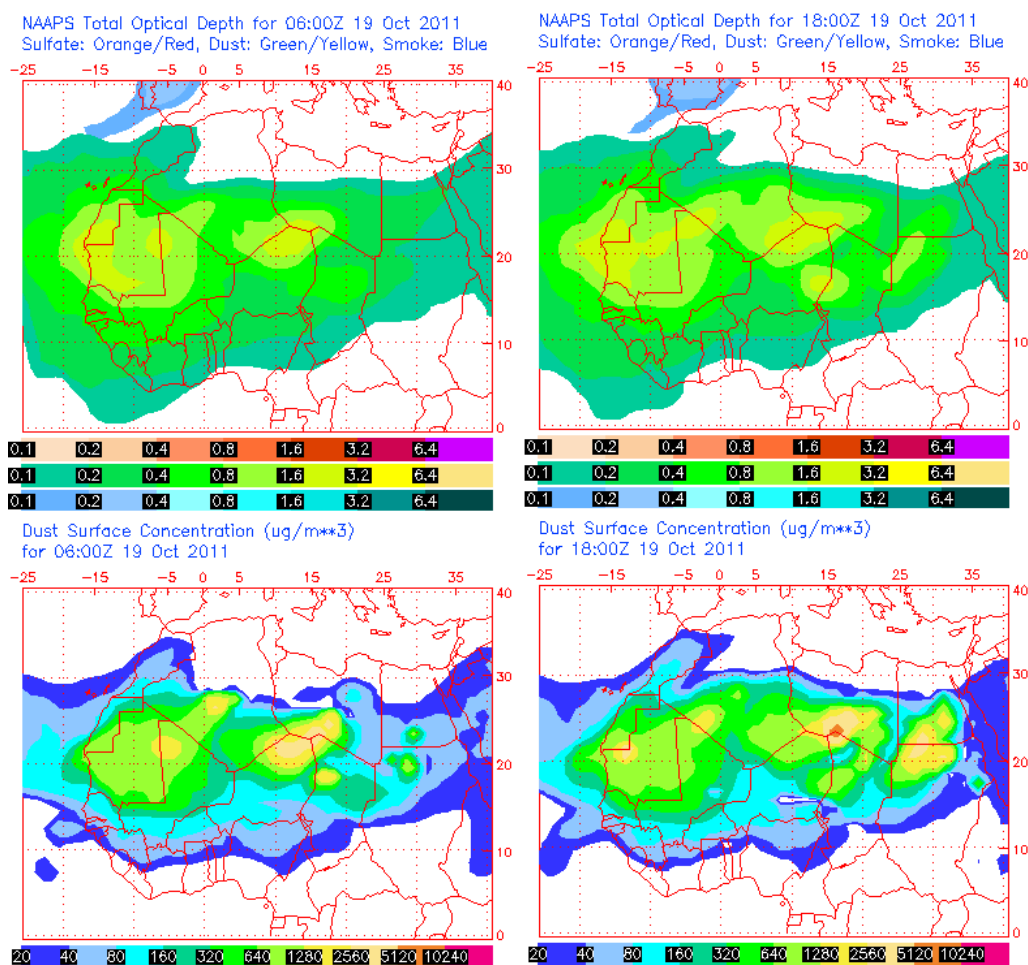 NAAPS Total Optical Depth for 06:00Z 19 Oct 2011
Sulfate: Orange/Red, Dust: Green/Yellow, Smoke: Blue
-25 -15 -5 0 5 15 25 35
40
30
20
10
0
0.1 0.2 0.4 0.8 1.6 3.2 6.4
0.1 0.2 0.4 0.8 1.6 3.2 6.4
0.1 0.2 0.4 0.8 1.6 3.2 6.4
NAAPS Total Optical Depth for 18:00Z 19 Oct 2011
Sulfate: Orange/Red, Dust: Green/Yellow, Smoke: Blue
-25 -15 -5 0 5 15 25 35
40
30
20
10
0
0.1 0.2 0.4 0.8 1.6 3.2 6.4
0.1 0.2 0.4 0.8 1.6 3.2 6.4
0.1 0.2 0.4 0.8 1.6 3.2 6.4
Dust Surface Concentration (ug/m**3)
for 06:00Z 19 Oct 2011
-25 -15 -5 0 5 15 25 35
40
30
20
10
0
20 40 80 160 320 640 1280 2560 5120 10240
Dust Surface Concentration (ug/m**3)
for 18:00Z 19 Oct 2011
-25 -15 -5 0 5 15 25 35
40
30
20
10
0
20 40 80 160 320 640 1280 2560 5120 10240